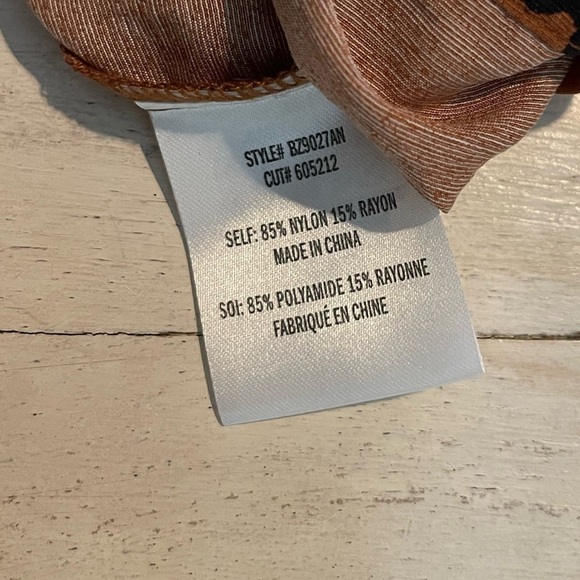 STYLE# BZ9027AN
CUT# 605212
SELF: 85% NYLON 15% RAYON
MADE IN CHINA
SOI: 85% POLYAMIDE 15% RAYONNE
FABRIQUÉ EN CHINE